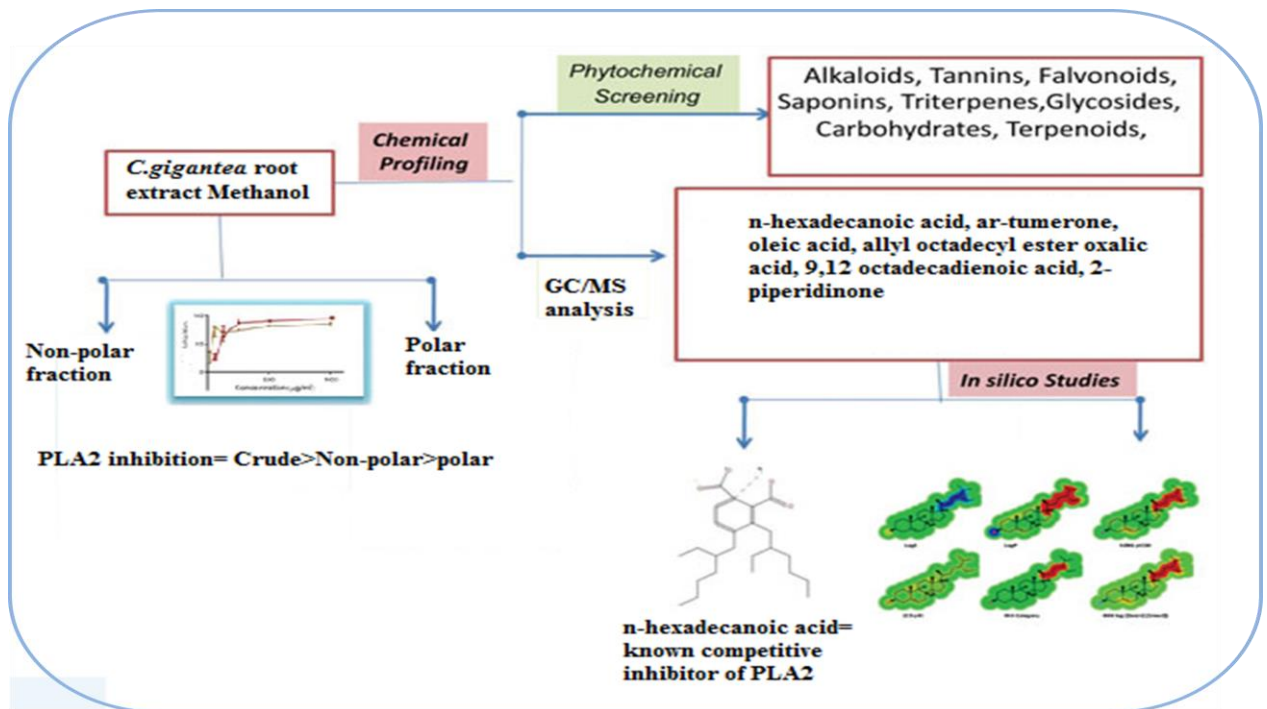 Phytochemical
Screening
Alkaloids, Tannins, Falvonoids,
Saponins, Triterpenes,Glycosides,
Carbohydrates, Terpenoids,
Chemical
Profiling
C.gigantea root
extract Methanol
n-hexadecanoic acid, ar-tumerone,
oleic acid, allyl octadecyl ester oxalic
acid, 9,12 octadecadienoic acid, 2-
piperidinone
GC/MS
analysis
Non-polar
fraction
Polar
fraction
In silico Studies
PLA2 inhibition= Crude>Non-polar>polar
n-hexadecanoic acid=
known competitive
inhibitor of PLA2